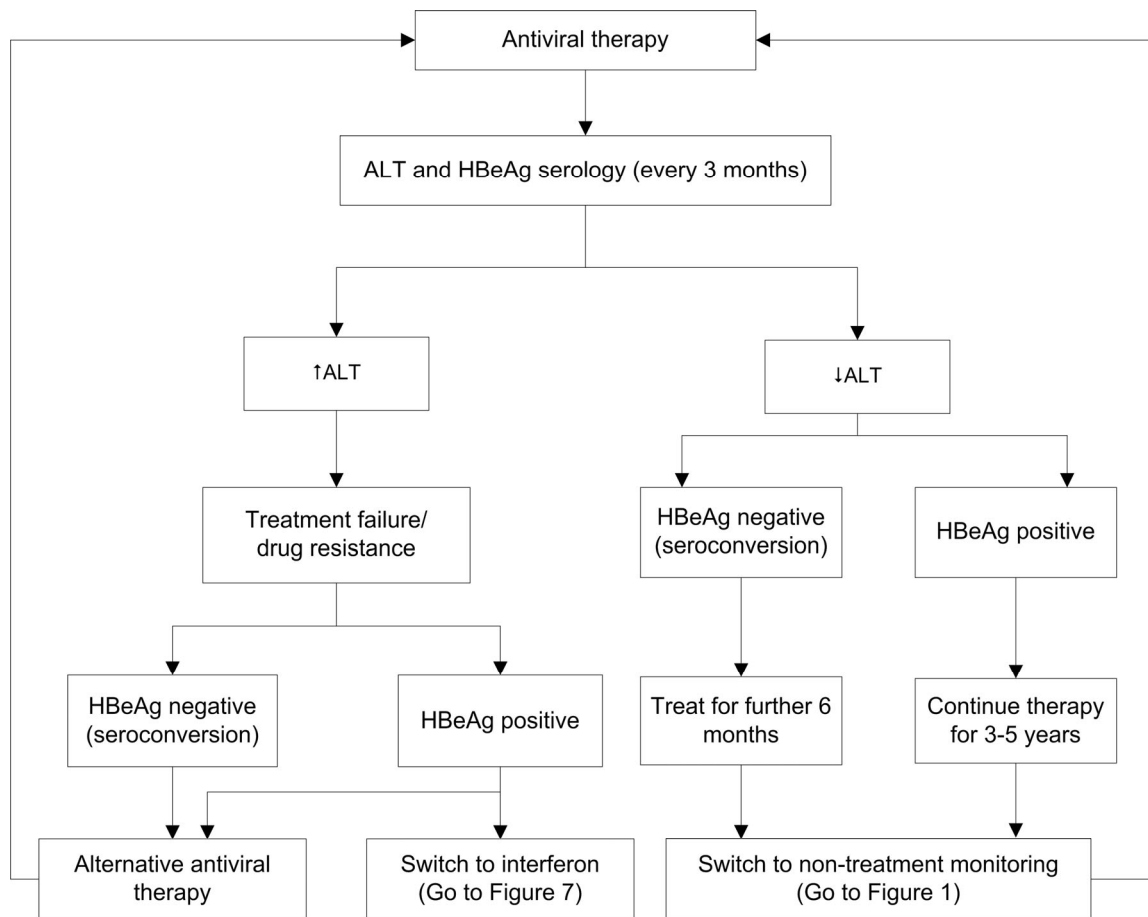 Antiviral therapy
ALT and HBeAg serology (every 3 months)
↑ALT
↓ALT
Treatment failure/
drug resistance
HBeAg negative
(seroconversion)
HBeAg positive
HBeAg negative
(seroconversion)
HBeAg positive
Treat for further 6
months
Continue therapy
for 3-5 years
Alternative antiviral
therapy
Switch to interferon
(Go to Figure 7)
Switch to non-treatment monitoring
(Go to Figure 1)